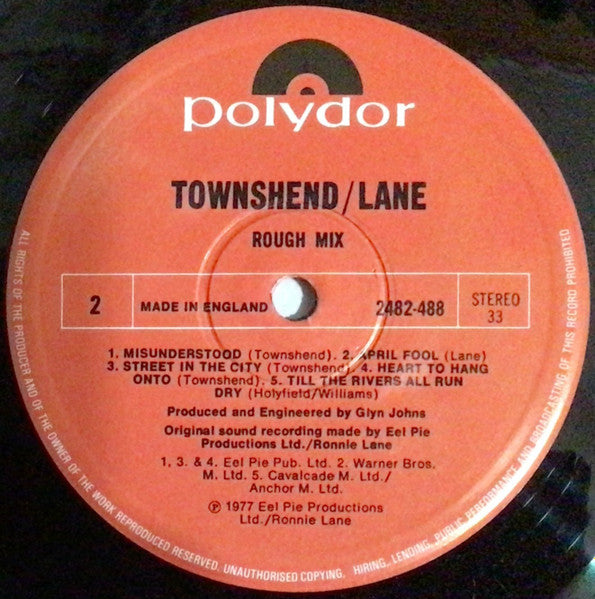 polydor
TOWNSHEND/LANE
ROUGH MIX
2 MADE IN ENGLAND 2482-488 STEREO
33
1. MISUNDERSTOOD (Townshend). 2. APRIL FOOL (Lane)
3. STREET IN THE CITY (Townshend). 4. HEART TO HANG
ONTO (Townshend). 5. TILL THE RIVERS ALL RUN
DRY (Holyfield/Williams)
Produced and Engineered by Glyn Johns
Original sound recording made by Eel Pie
Productions Ltd./Ronnie Lane
1, 3. & 4. Eel Pie Pub. Ltd. 2. Warner Bros.
M. Ltd. 5. Cavalcade M. Ltd./
Anchor M. Ltd.
℗ 1977 Eel Pie Productions
Ltd./Ronnie Lane
ALL RIGHTS OF THE PRODUCER AND OF THE OWNER OF THE WORK REPRODUCED RESERVED. UNAUTHORISED COPYING, HIRING, LENDING, PUBLIC PERFORMANCE AND BROADCASTING OF THIS RECORD PROHIBITED